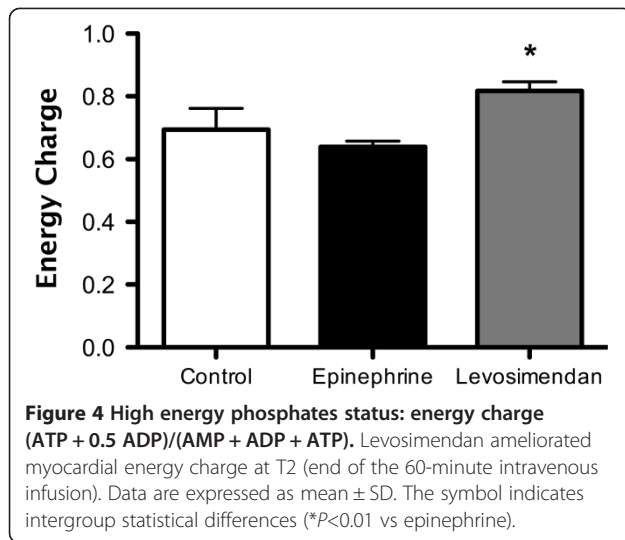 *
1.0
0.8
0.6
0.4
0.2
0.0
Energy Charge
Control Epinephrine Levosimendan
Figure 4 High energy phosphates status: energy charge
(ATP + 0.5 ADP)/(AMP + ADP + ATP). Levosimendan ameliorated
myocardial energy charge at T2 (end of the 60-minute intravenous
infusion). Data are expressed as mean ± SD. The symbol indicates
intergroup statistical differences (*P<0.01 vs epinephrine).